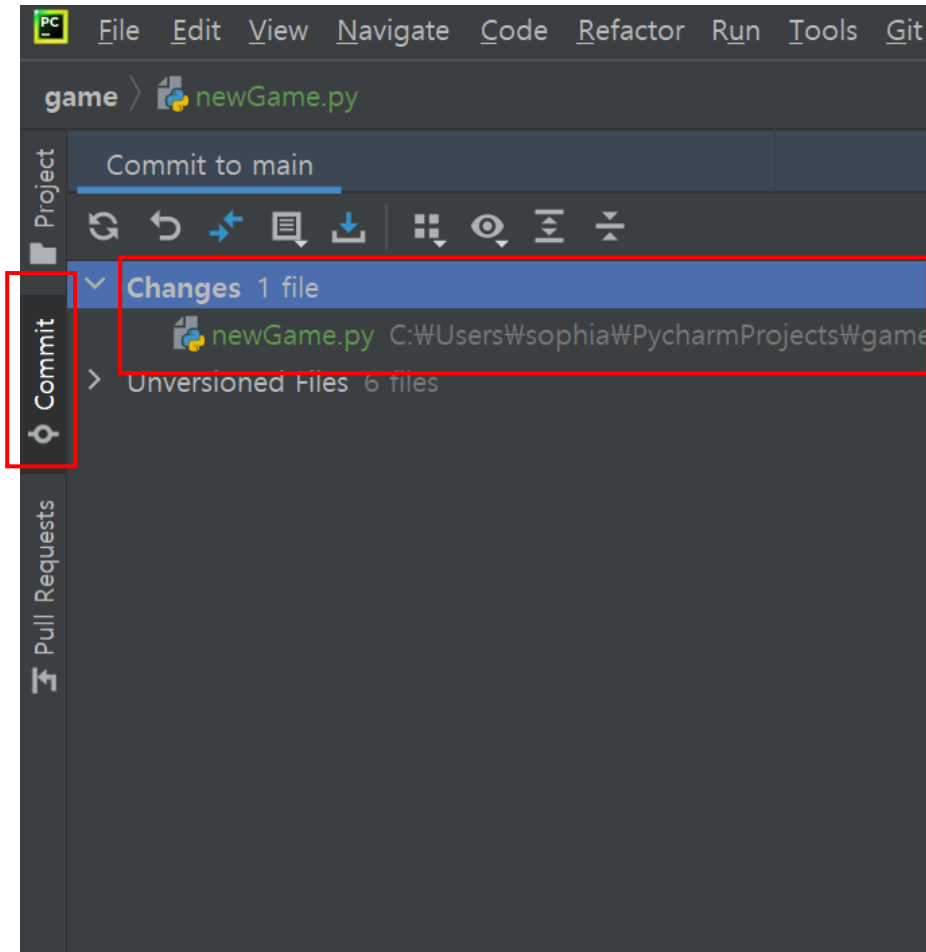 PC
File Edit View Navigate Code Refactor Run Tools Git
game newGame.py
Project
Commit to main
Changes 1 file
newGame.py C:₩Users₩sophia₩PycharmProjects₩game
Commit
Unversioned Files 6 files
Pull Requests